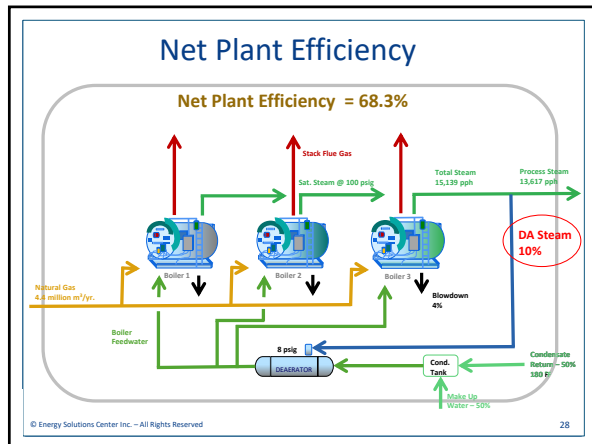 Net Plant Efficiency
Net Plant Efficiency = 68.3%
Stack Flue Gas
Sat. Steam @ 100 psig
Total Steam
15,139 pph
Process Steam
13,617 pph
DA Steam
10%
Boiler 1
Boiler 2
Boiler 3
Natural Gas
4.4 million m³/yr.
Blowdown
4%
Boiler
Feedwater
8 psig
DEAERATOR
Cond.
Tank
Condensate
Return – 50%
180 F
Make Up
Water – 50%
© Energy Solutions Center Inc. – All Rights Reserved
28